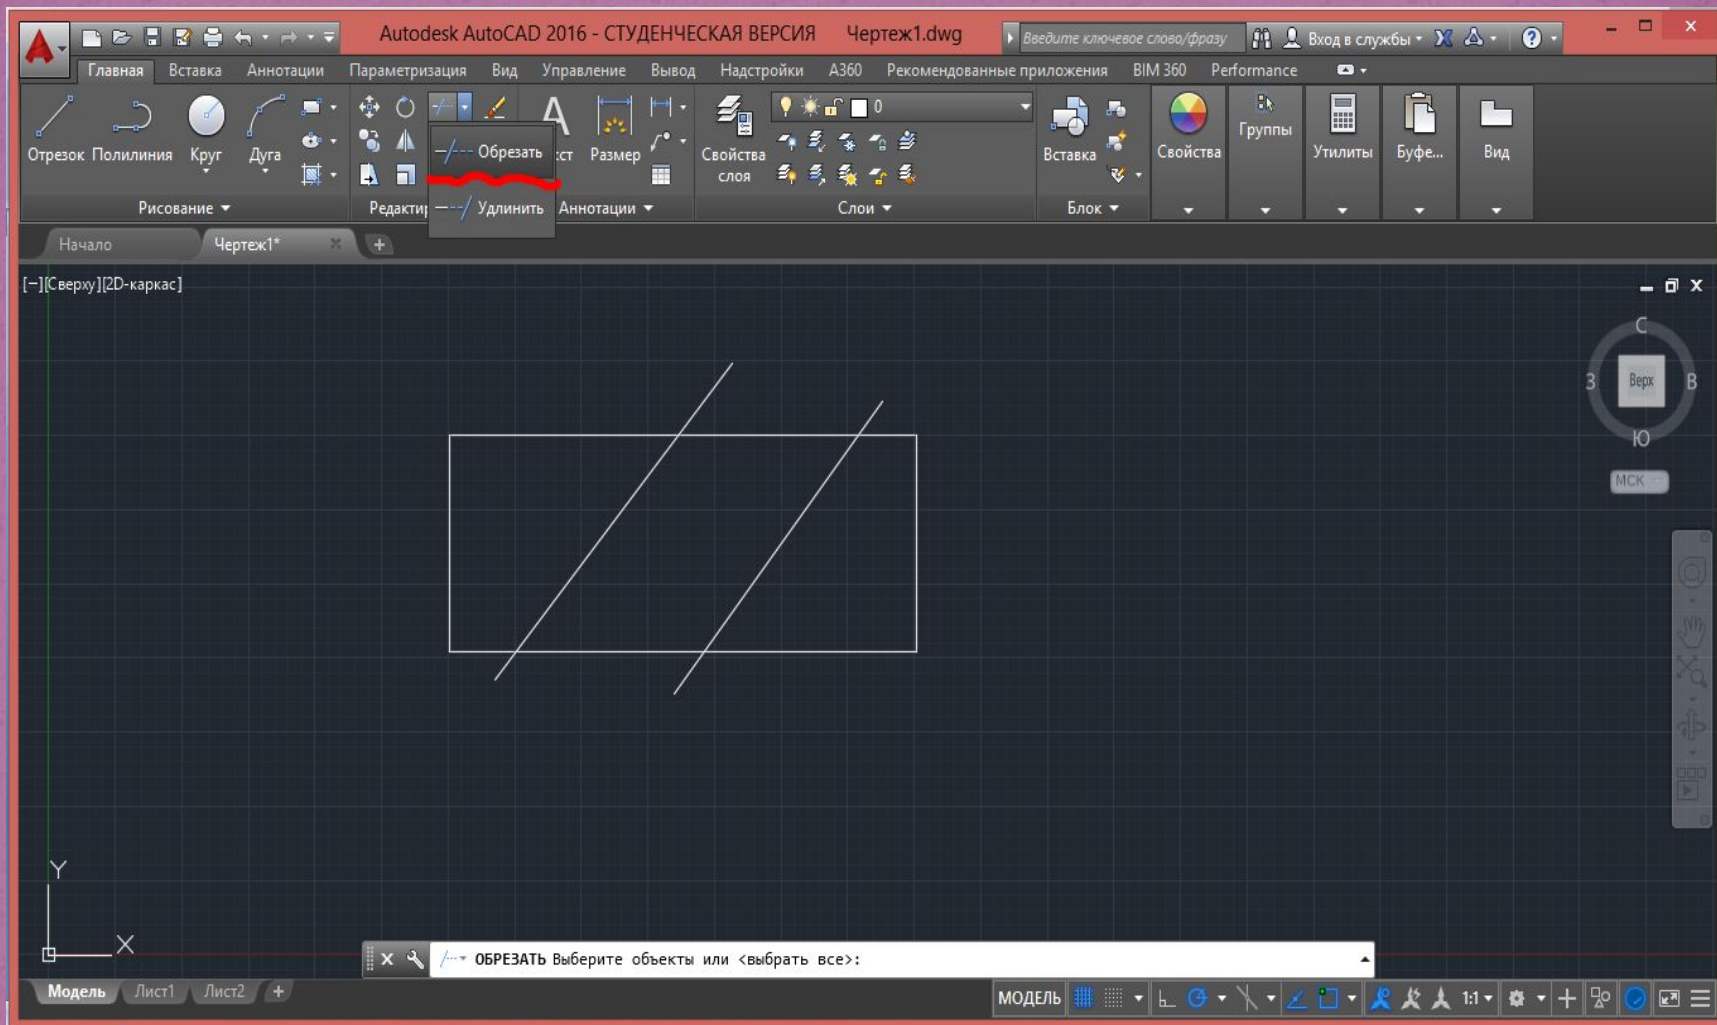 Autodesk AutoCAD 2016 - СТУДЕНЧЕСКАЯ ВЕРСИЯ Чертеж1.dwg
Введите ключевое слово/фразу
Вход в службы
Главная Вставка Аннотации Параметризация Вид Управление Вывод Надстройки A360 Рекомендованные приложения BIM 360 Performance
0
Отрезок Полилиния Круг Дуга
Обрезать
ст Размер
Свойства слоя
Вставка
Свойства
Группы
Утилиты
Буфе...
Вид
Рисование
Редакти
Удлинить
Аннотации
Слои
Блок
Начало Чертеж1*
[−][Сверху][2D-каркас]
С
З Верх В
Ю
МСК
Y
X
ОБРЕЗАТЬ Выберите объекты или <выбрать все>:
Модель Лист1 Лист2 +
МОДЕЛЬ
1:1